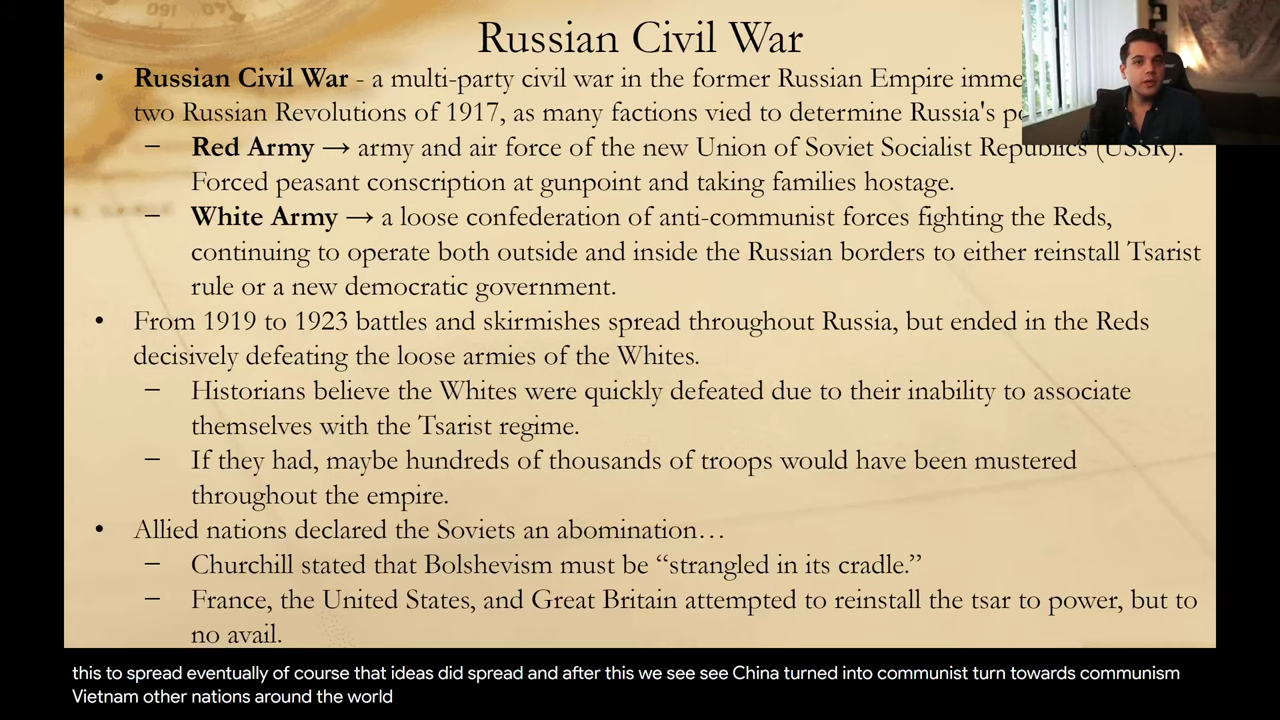 Russian Civil War
• Russian Civil War - a multi-party civil war in the former Russian Empire imme
two Russian Revolutions of 1917, as many factions vied to determine Russia's po
– Red Army → army and air force of the new Union of Soviet Socialist Republics (USSR).
Forced peasant conscription at gunpoint and taking families hostage.
– White Army → a loose confederation of anti-communist forces fighting the Reds,
continuing to operate both outside and inside the Russian borders to either reinstall Tsarist
rule or a new democratic government.
• From 1919 to 1923 battles and skirmishes spread throughout Russia, but ended in the Reds
decisively defeating the loose armies of the Whites.
– Historians believe the Whites were quickly defeated due to their inability to associate
themselves with the Tsarist regime.
– If they had, maybe hundreds of thousands of troops would have been mustered
throughout the empire.
• Allied nations declared the Soviets an abomination…
– Churchill stated that Bolshevism must be “strangled in its cradle.”
– France, the United States, and Great Britain attempted to reinstall the tsar to power, but to
no avail.
this to spread eventually of course that ideas did spread and after this we see see China turned into communist turn towards communism
Vietnam other nations around the world